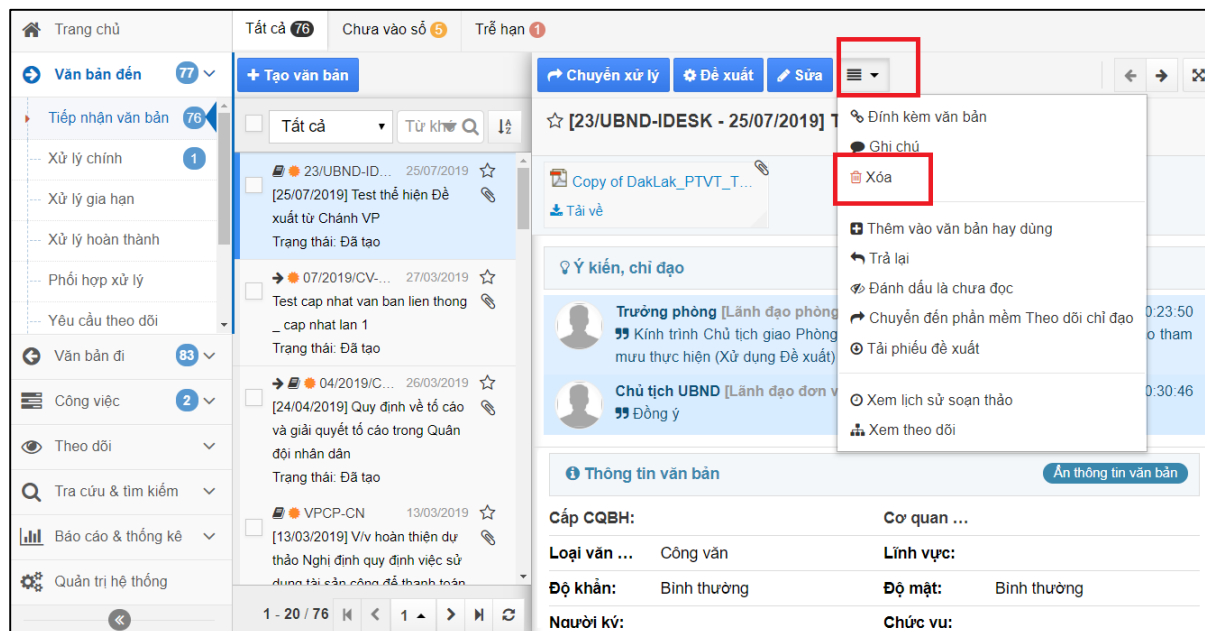 Trang chủ
Văn bản đến 77
Tiếp nhận văn bản 76
Xử lý chính 1
Xử lý gia hạn
Xử lý hoàn thành
Phối hợp xử lý
Yêu cầu theo dõi
Văn bản đi 83
Công việc 2
Theo dõi
Tra cứu & tìm kiếm
Báo cáo & thống kê
Quản trị hệ thống
Tất cả 76 Chưa vào sổ 5 Trễ hạn 1
+ Tạo văn bản
Tất cả Từ khó
23/UBND-ID... 25/07/2019
[25/07/2019] Test thể hiện Đề
xuất từ Chánh VP
Trạng thái: Đã tạo
07/2019/CV-... 27/03/2019
Test cap nhat van ban lien thong
_ cap nhat lan 1
Trạng thái: Đã tạo
04/2019/C... 26/03/2019
[24/04/2019] Quy định về tố cáo
và giải quyết tố cáo trong Quân
đội nhân dân
Trạng thái: Đã tạo
VPCP-CN 13/03/2019
[13/03/2019] V/v hoàn thiện dự
thảo Nghị định quy định việc sử
dụng tài sản công để thanh toán
1 - 20 / 76 1
Chuyển xử lý Đề xuất Sửa
[23/UBND-IDESK - 25/07/2019] T
Copy of DakLak_PTVT_T...
Tải về
Ý kiến, chỉ đạo
Trưởng phòng [Lãnh đạo phòng 0:23:50
Kính trình Chủ tịch giao Phòng o tham
mưu thực hiện (Xử dụng Đề xuất)
Chủ tịch UBND [Lãnh đạo đơn v 0:30:46
Đồng ý
Đính kèm văn bản
Ghi chú
Xóa
Thêm vào văn bản hay dùng
Trả lại
Đánh dấu là chưa đọc
Chuyển đến phần mềm Theo dõi chỉ đạo
Tải phiếu đề xuất
Xem lịch sử soạn thảo
Xem theo dõi
Thông tin văn bản Ẩn thông tin văn bản
Cấp CQBH: Cơ quan ...
Loại văn ... Công văn Lĩnh vực:
Độ khẩn: Bình thường Độ mật: Bình thường
Người ký: Chức vụ: